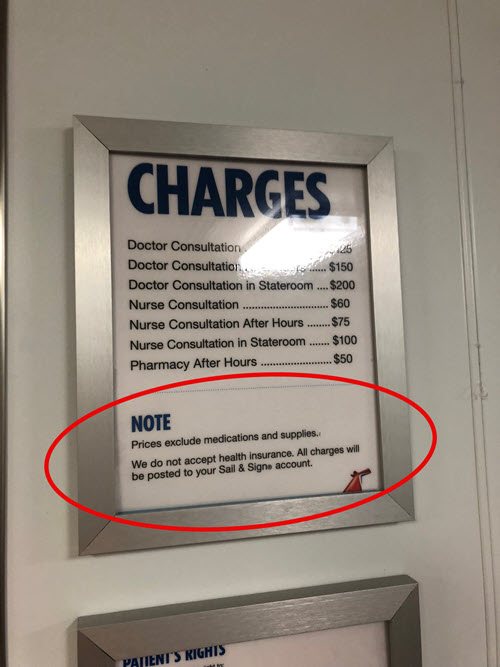 CHARGES
Doctor Consultation
Doctor Consultation ...... $150
Doctor Consultation in Stateroom .... $200
Nurse Consultation ........................ $60
Nurse Consultation After Hours ....... $75
Nurse Consultation in Stateroom ...... $100
Pharmacy After Hours ................... $50
NOTE
Prices exclude medications and supplies.
We do not accept health insurance. All charges will
be posted to your Sail & Sign® account.
PATIENT'S RIGHTS